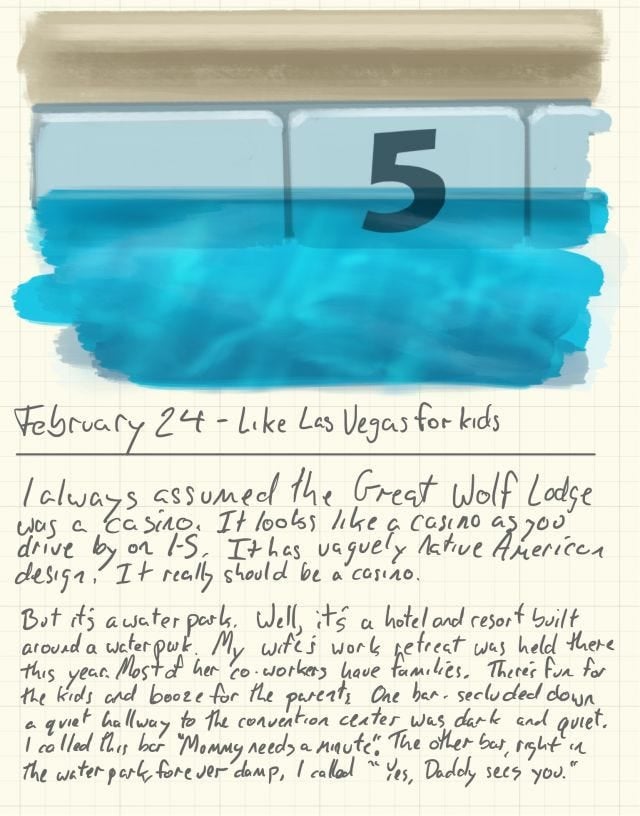 5
February 24 - Like Las Vegas for kids
I always assumed the Great Wolf Lodge
was a casino. It looks like a casino as you
drive by on I-5. It has vaguely Native American
design. It really should be a casino.
But it's a water park. Well, it's a hotel and resort built
around a water park. My wife's work retreat was held there
this year. Most of her co-workers have families. There's fun for
the kids and booze for the parents. One bar - secluded down
a quiet hallway to the convention center was dark and quiet.
I called this bar "Mommy needs a minute". The other bar, right in
the water park, forever damp, I called "Yes, Daddy sees you."